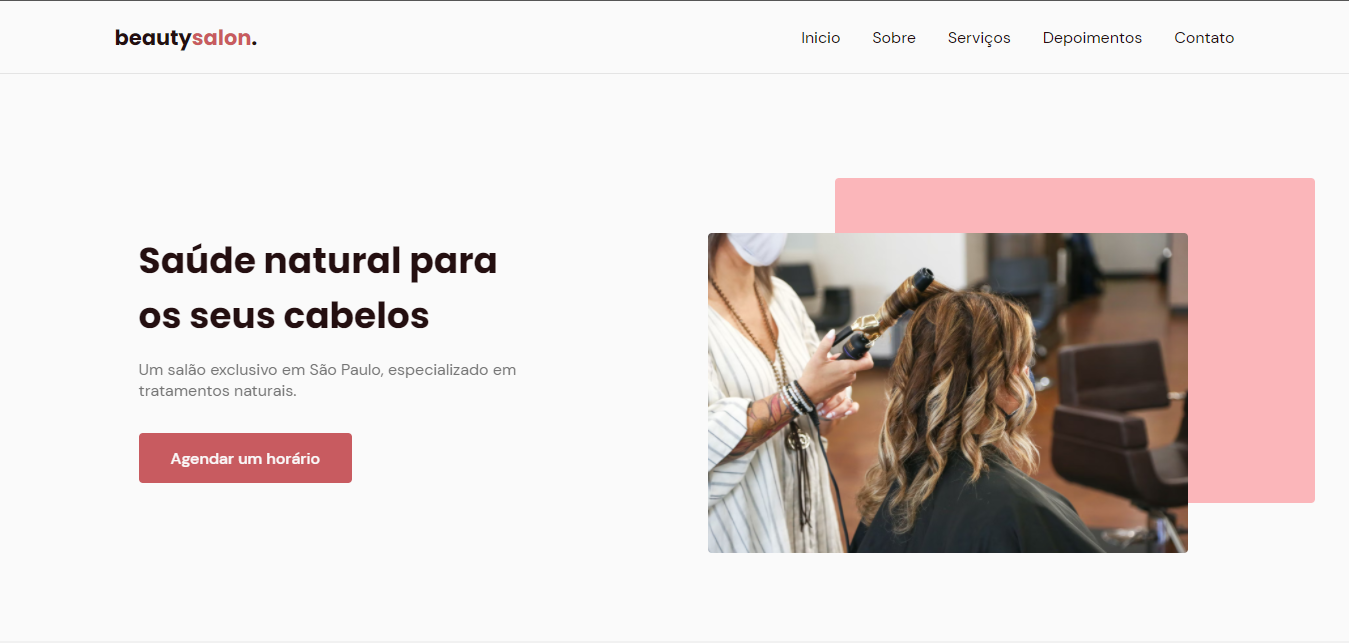 beautysalon.
Inicio Sobre Serviços Depoimentos Contato
Saúde natural para
os seus cabelos
Um salão exclusivo em São Paulo, especializado em
tratamentos naturais.
Agendar um horário